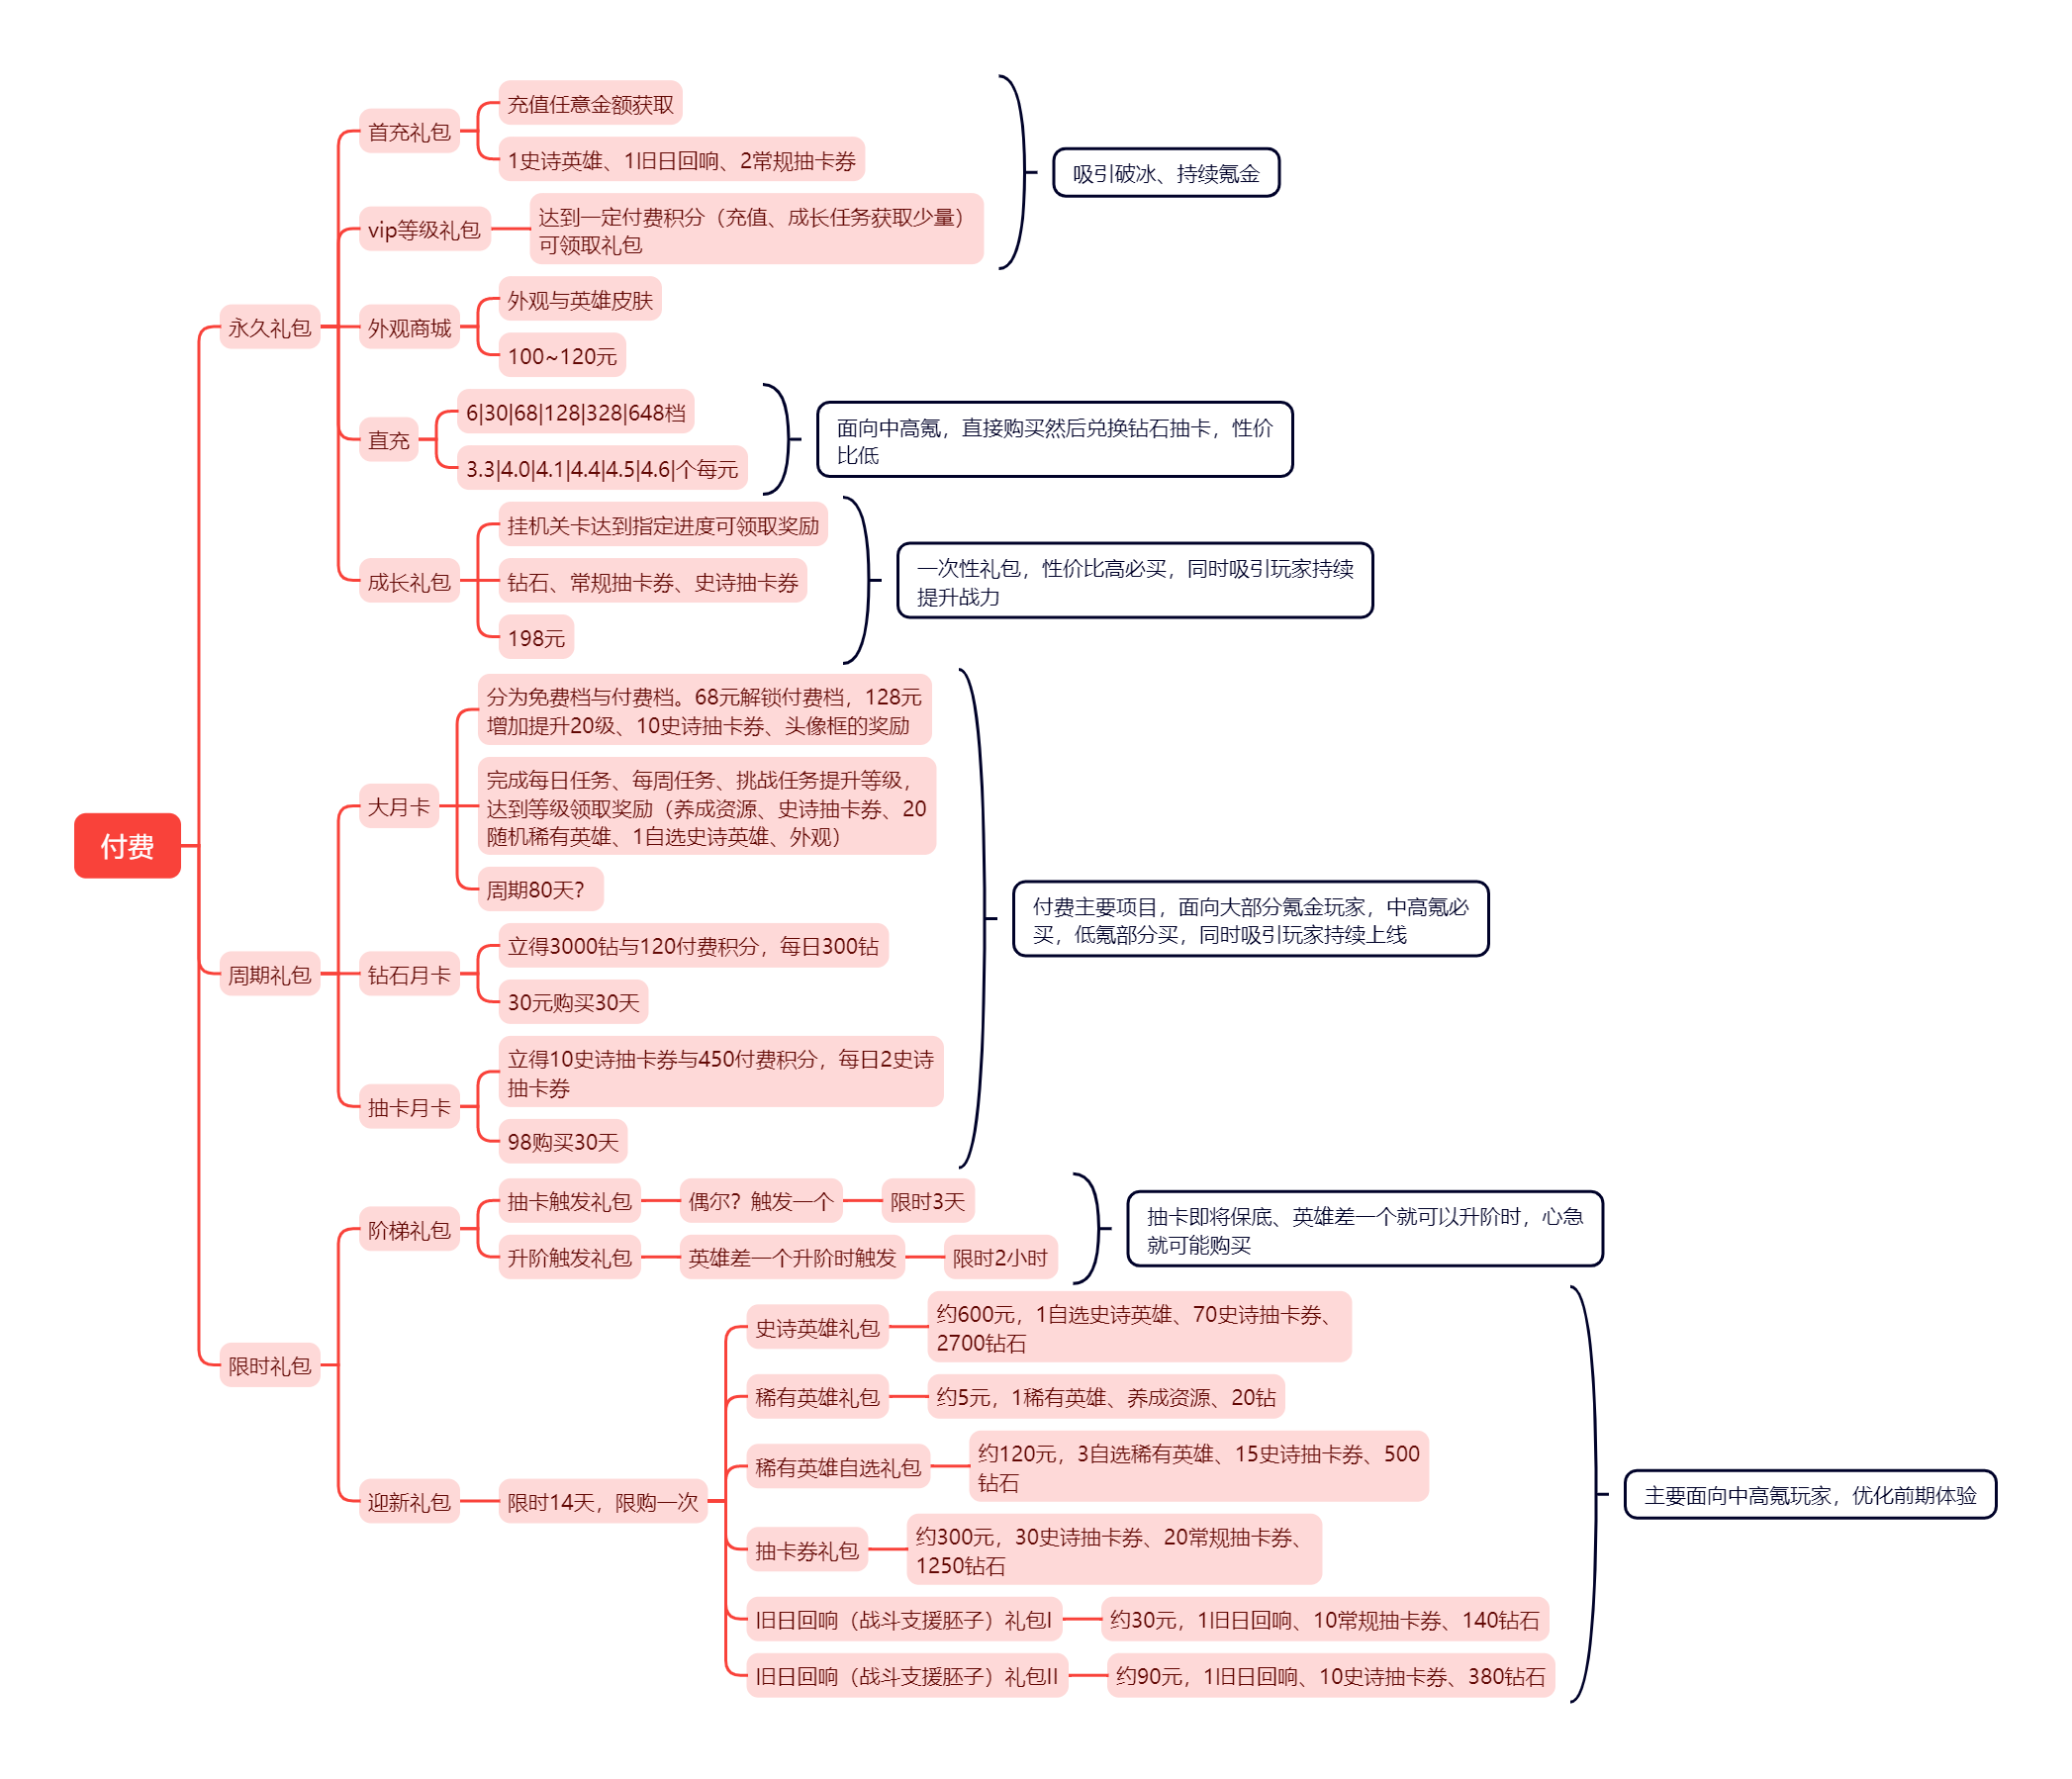 付费
永久礼包
首充礼包
充值任意金额获取
1史诗英雄、1旧日回响、2常规抽卡券
vip等级礼包
达到一定付费积分（充值、成长任务获取少量）
可领取礼包
吸引破冰、持续氪金
外观商城
外观与英雄皮肤
100~120元
直充
6|30|68|128|328|648档
3.3|4.0|4.1|4.4|4.5|4.6|个每元
面向中高氪，直接购买然后兑换钻石抽卡，性价
比低
成长礼包
挂机关卡达到指定进度可领取奖励
钻石、常规抽卡券、史诗抽卡券
198元
一次性礼包，性价比高必买，同时吸引玩家持续
提升战力
周期礼包
大月卡
分为免费档与付费档。68元解锁付费档，128元
增加提升20级、10史诗抽卡券、头像框的奖励
完成每日任务、每周任务、挑战任务提升等级，
达到等级领取奖励（养成资源、史诗抽卡券、20
随机稀有英雄、1自选史诗英雄、外观）
周期80天？
钻石月卡
立得3000钻与120付费积分，每日300钻
30元购买30天
抽卡月卡
立得10史诗抽卡券与450付费积分，每日2史诗
抽卡券
98购买30天
付费主要项目，面向大部分氪金玩家，中高氪必
买，低氪部分买，同时吸引玩家持续上线
限时礼包
阶梯礼包
抽卡触发礼包
偶尔？触发一个
限时3天
升阶触发礼包
英雄差一个升阶时触发
限时2小时
抽卡即将保底、英雄差一个就可以升阶时，心急
就可能购买
迎新礼包
限时14天，限购一次
史诗英雄礼包
约600元，1自选史诗英雄、70史诗抽卡券、
2700钻石
稀有英雄礼包
约5元，1稀有英雄、养成资源、20钻
稀有英雄自选礼包
约120元，3自选稀有英雄、15史诗抽卡券、500
钻石
抽卡券礼包
约300元，30史诗抽卡券、20常规抽卡券、
1250钻石
旧日回响（战斗支援胚子）礼包I
约30元，1旧日回响、10常规抽卡券、140钻石
旧日回响（战斗支援胚子）礼包II
约90元，1旧日回响、10史诗抽卡券、380钻石
主要面向中高氪玩家，优化前期体验